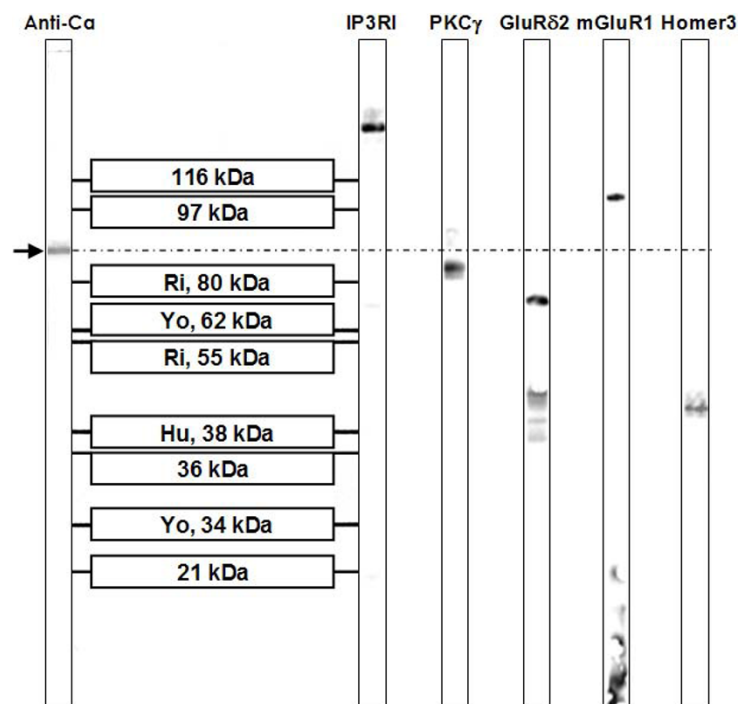 Anti-Ca IP3RI PKCγ GluRδ2 mGluR1 Homer3
116 kDa
97 kDa
Ri, 80 kDa
Yo, 62 kDa
Ri, 55 kDa
Hu, 38 kDa
36 kDa
Yo, 34 kDa
21 kDa